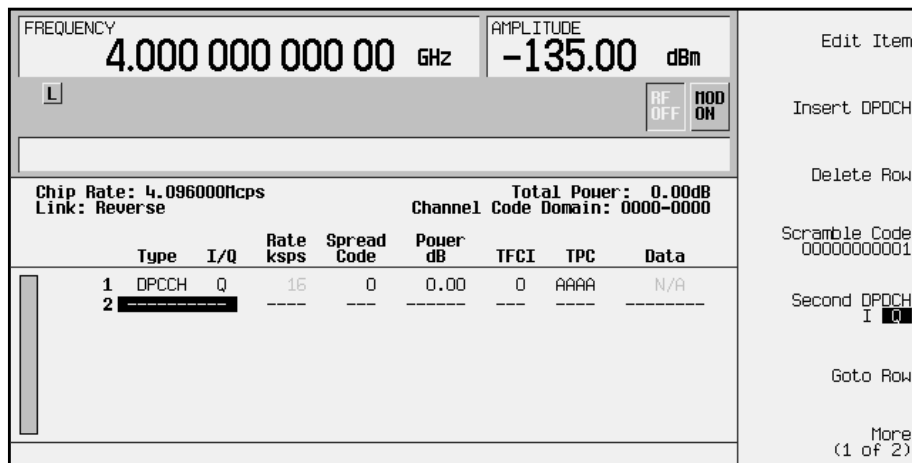 FREQUENCY
4.000 000 000 00 GHz
AMPLITUDE
-135.00 dBm
L
RF OFF
MOD ON
Chip Rate: 4.096000Mcps
Total Power: 0.00dB
Link: Reverse
Channel Code Domain: 0000-0000
Type I/Q Rate ksps Spread Code Power dB TFCI TPC Data
1 DPCCH Q 16 0 0.00 0 AAAA N/A
2 ---------- ---- --- ------ --- ---- --------
Edit Item
Insert DPDCH
Delete Row
Scramble Code
00000000001
Second DPDCH
I Q
Goto Row
More
(1 of 2)